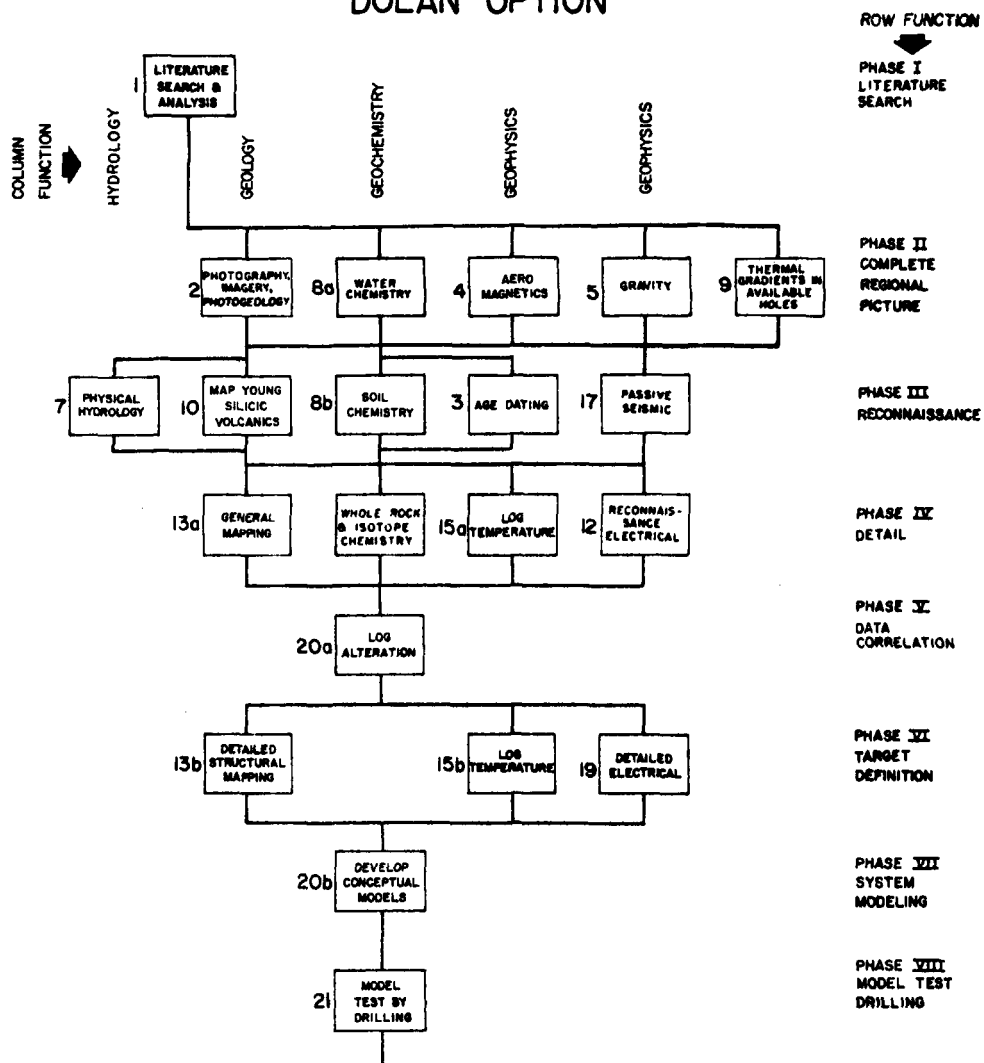 DOLAN OPTION
ROW FUNCTION
PHASE I
LITERATURE
SEARCH
1
LITERATURE
SEARCH &
ANALYSIS
COLUMN
FUNCTION
HYDROLOGY
GEOLOGY
GEOCHEMISTRY
GEOPHYSICS
GEOPHYSICS
PHASE II
COMPLETE
REGIONAL
PICTURE
2
PHOTOGRAPHY,
IMAGERY,
PHOTOGEOLOGY
8a
WATER
CHEMISTRY
4
AERO
MAGNETICS
5
GRAVITY
9
THERMAL
GRADIENTS IN
AVAILABLE
HOLES
PHASE III
RECONNAISSANCE
7
PHYSICAL
HYDROLOGY
10
MAP YOUNG
SILICIC
VOLCANICS
8b
SOIL
CHEMISTRY
3
AGE DATING
17
PASSIVE
SEISMIC
PHASE IV
DETAIL
13a
GENERAL
MAPPING
WHOLE ROCK
& ISOTOPE
CHEMISTRY
15a
LOG
TEMPERATURE
12
RECONNAIS-
SANCE
ELECTRICAL
PHASE V
DATA
CORRELATION
20a
LOG
ALTERATION
PHASE VI
TARGET
DEFINITION
13b
DETAILED
STRUCTURAL
MAPPING
15b
LOG
TEMPERATURE
19
DETAILED
ELECTRICAL
PHASE VII
SYSTEM
MODELING
20b
DEVELOP
CONCEPTUAL
MODELS
PHASE VIII
MODEL TEST
DRILLING
21
MODEL
TEST BY
DRILLING